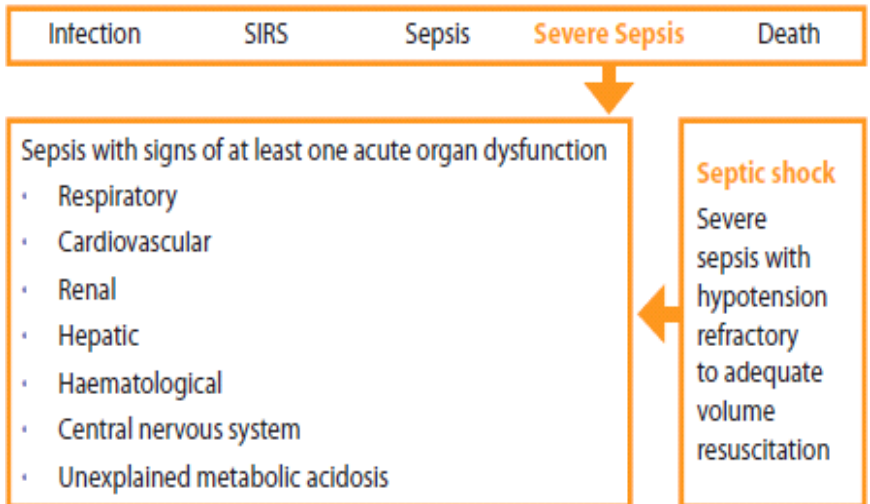 Infection SIRS Sepsis Severe Sepsis Death
Sepsis with signs of at least one acute organ dysfunction
• Respiratory
• Cardiovascular
• Renal
• Hepatic
• Haematological
• Central nervous system
• Unexplained metabolic acidosis
Septic shock
Severe
sepsis with
hypotension
refractory
to adequate
volume
resuscitation